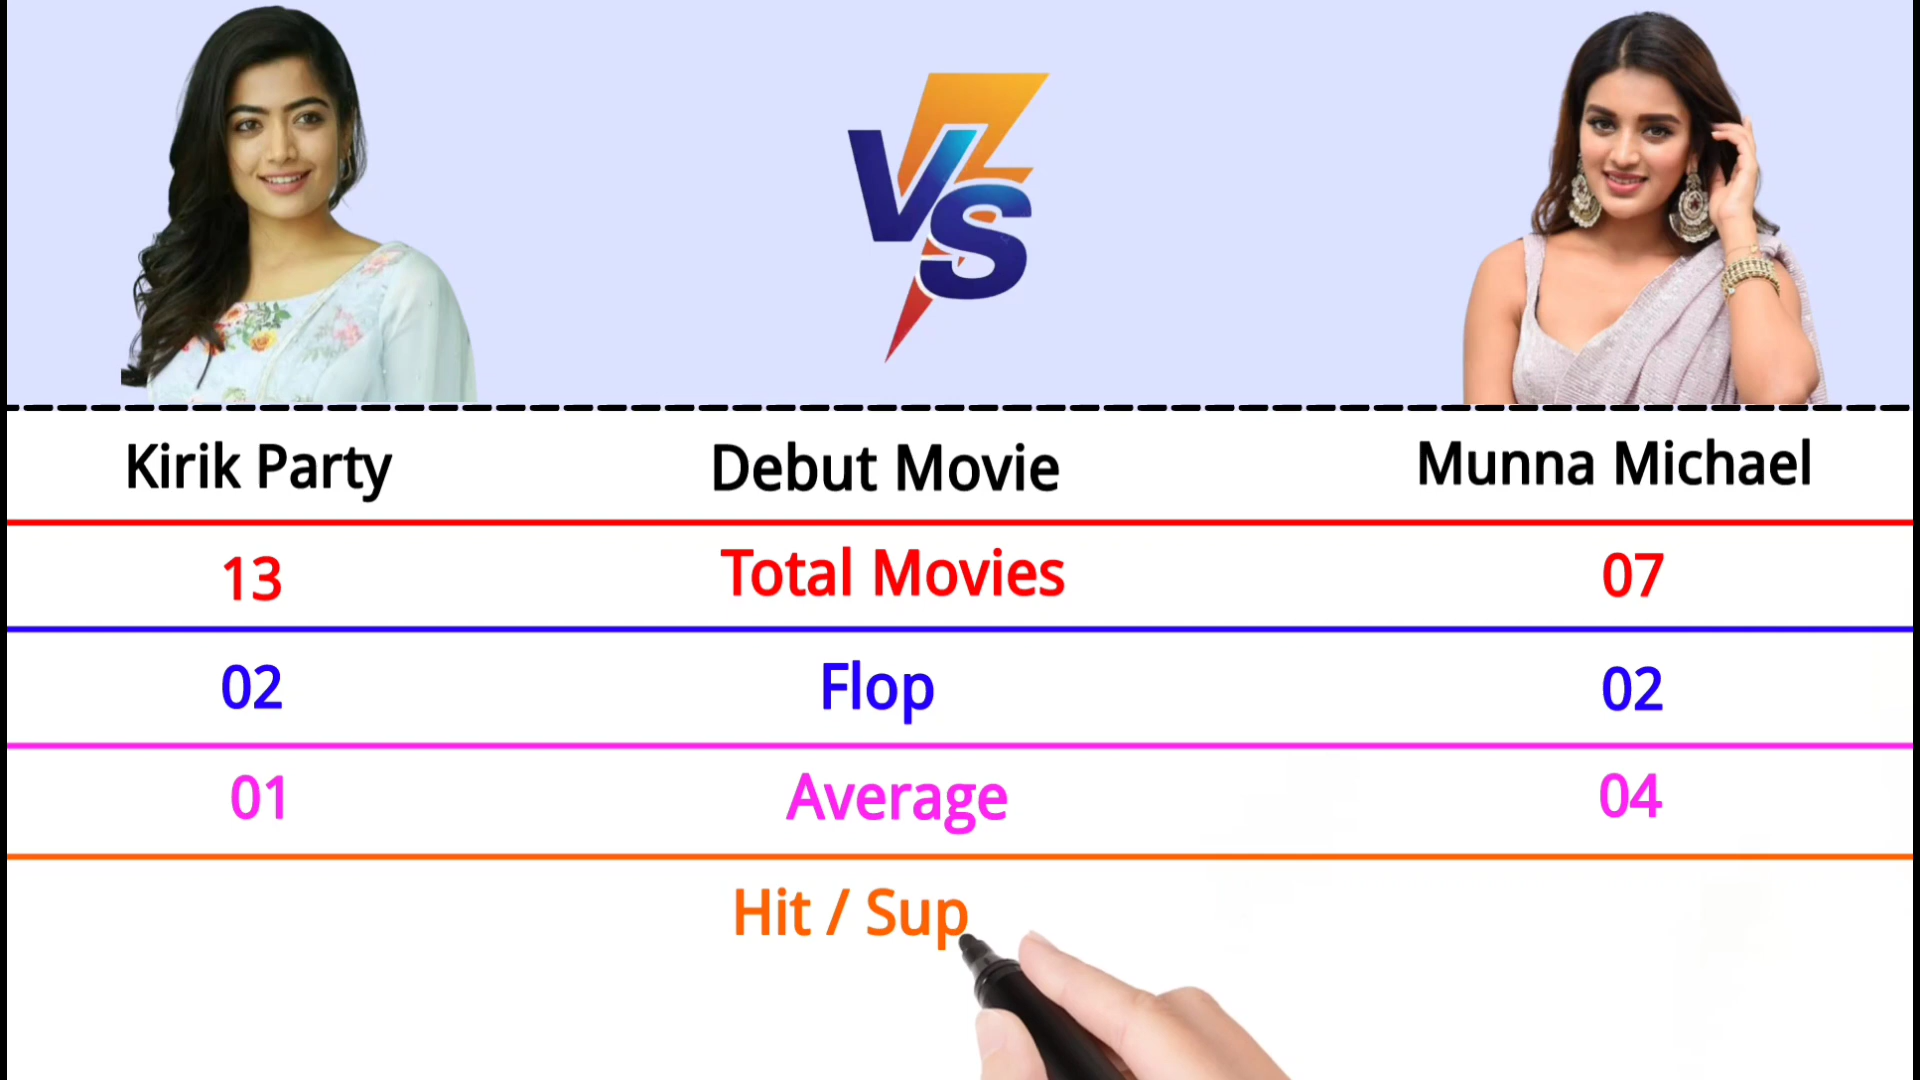 VS
Kirik Party Debut Movie Munna Michael
13 Total Movies 07
02 Flop 02
01 Average 04
Hit / Sup